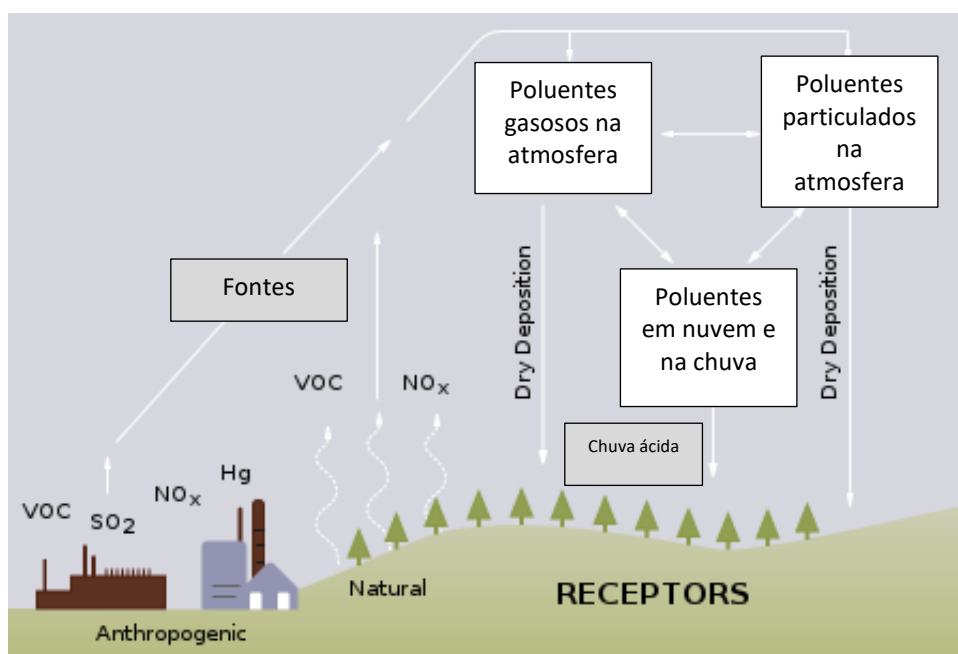 Poluentes
gasosos na
atmosfera
Poluentes
particulados
na
atmosfera
Fontes
Poluentes
em nuvem e
na chuva
Dry Deposition
Dry Deposition
VOC
NOx
Chuva ácida
VOC
SO2
NOx
Hg
Natural
RECEPTORS
Anthropogenic